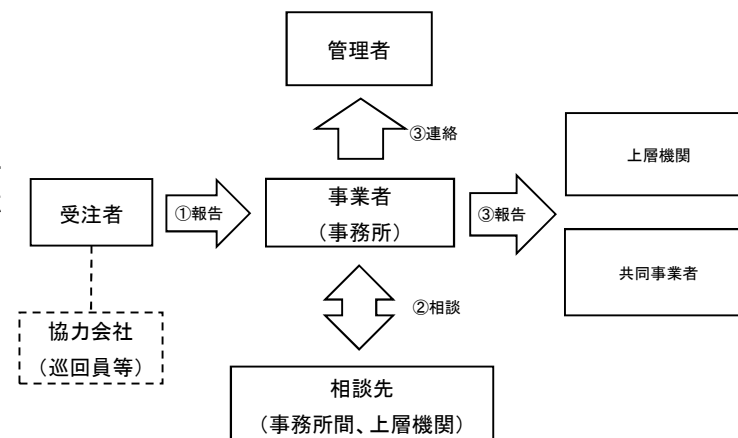 管理者
③連絡
上層機関
受注者
①報告
事業者
（事務所）
③報告
共同事業者
②相談
協力会社
（巡回員等）
相談先
（事務所間、上層機関）